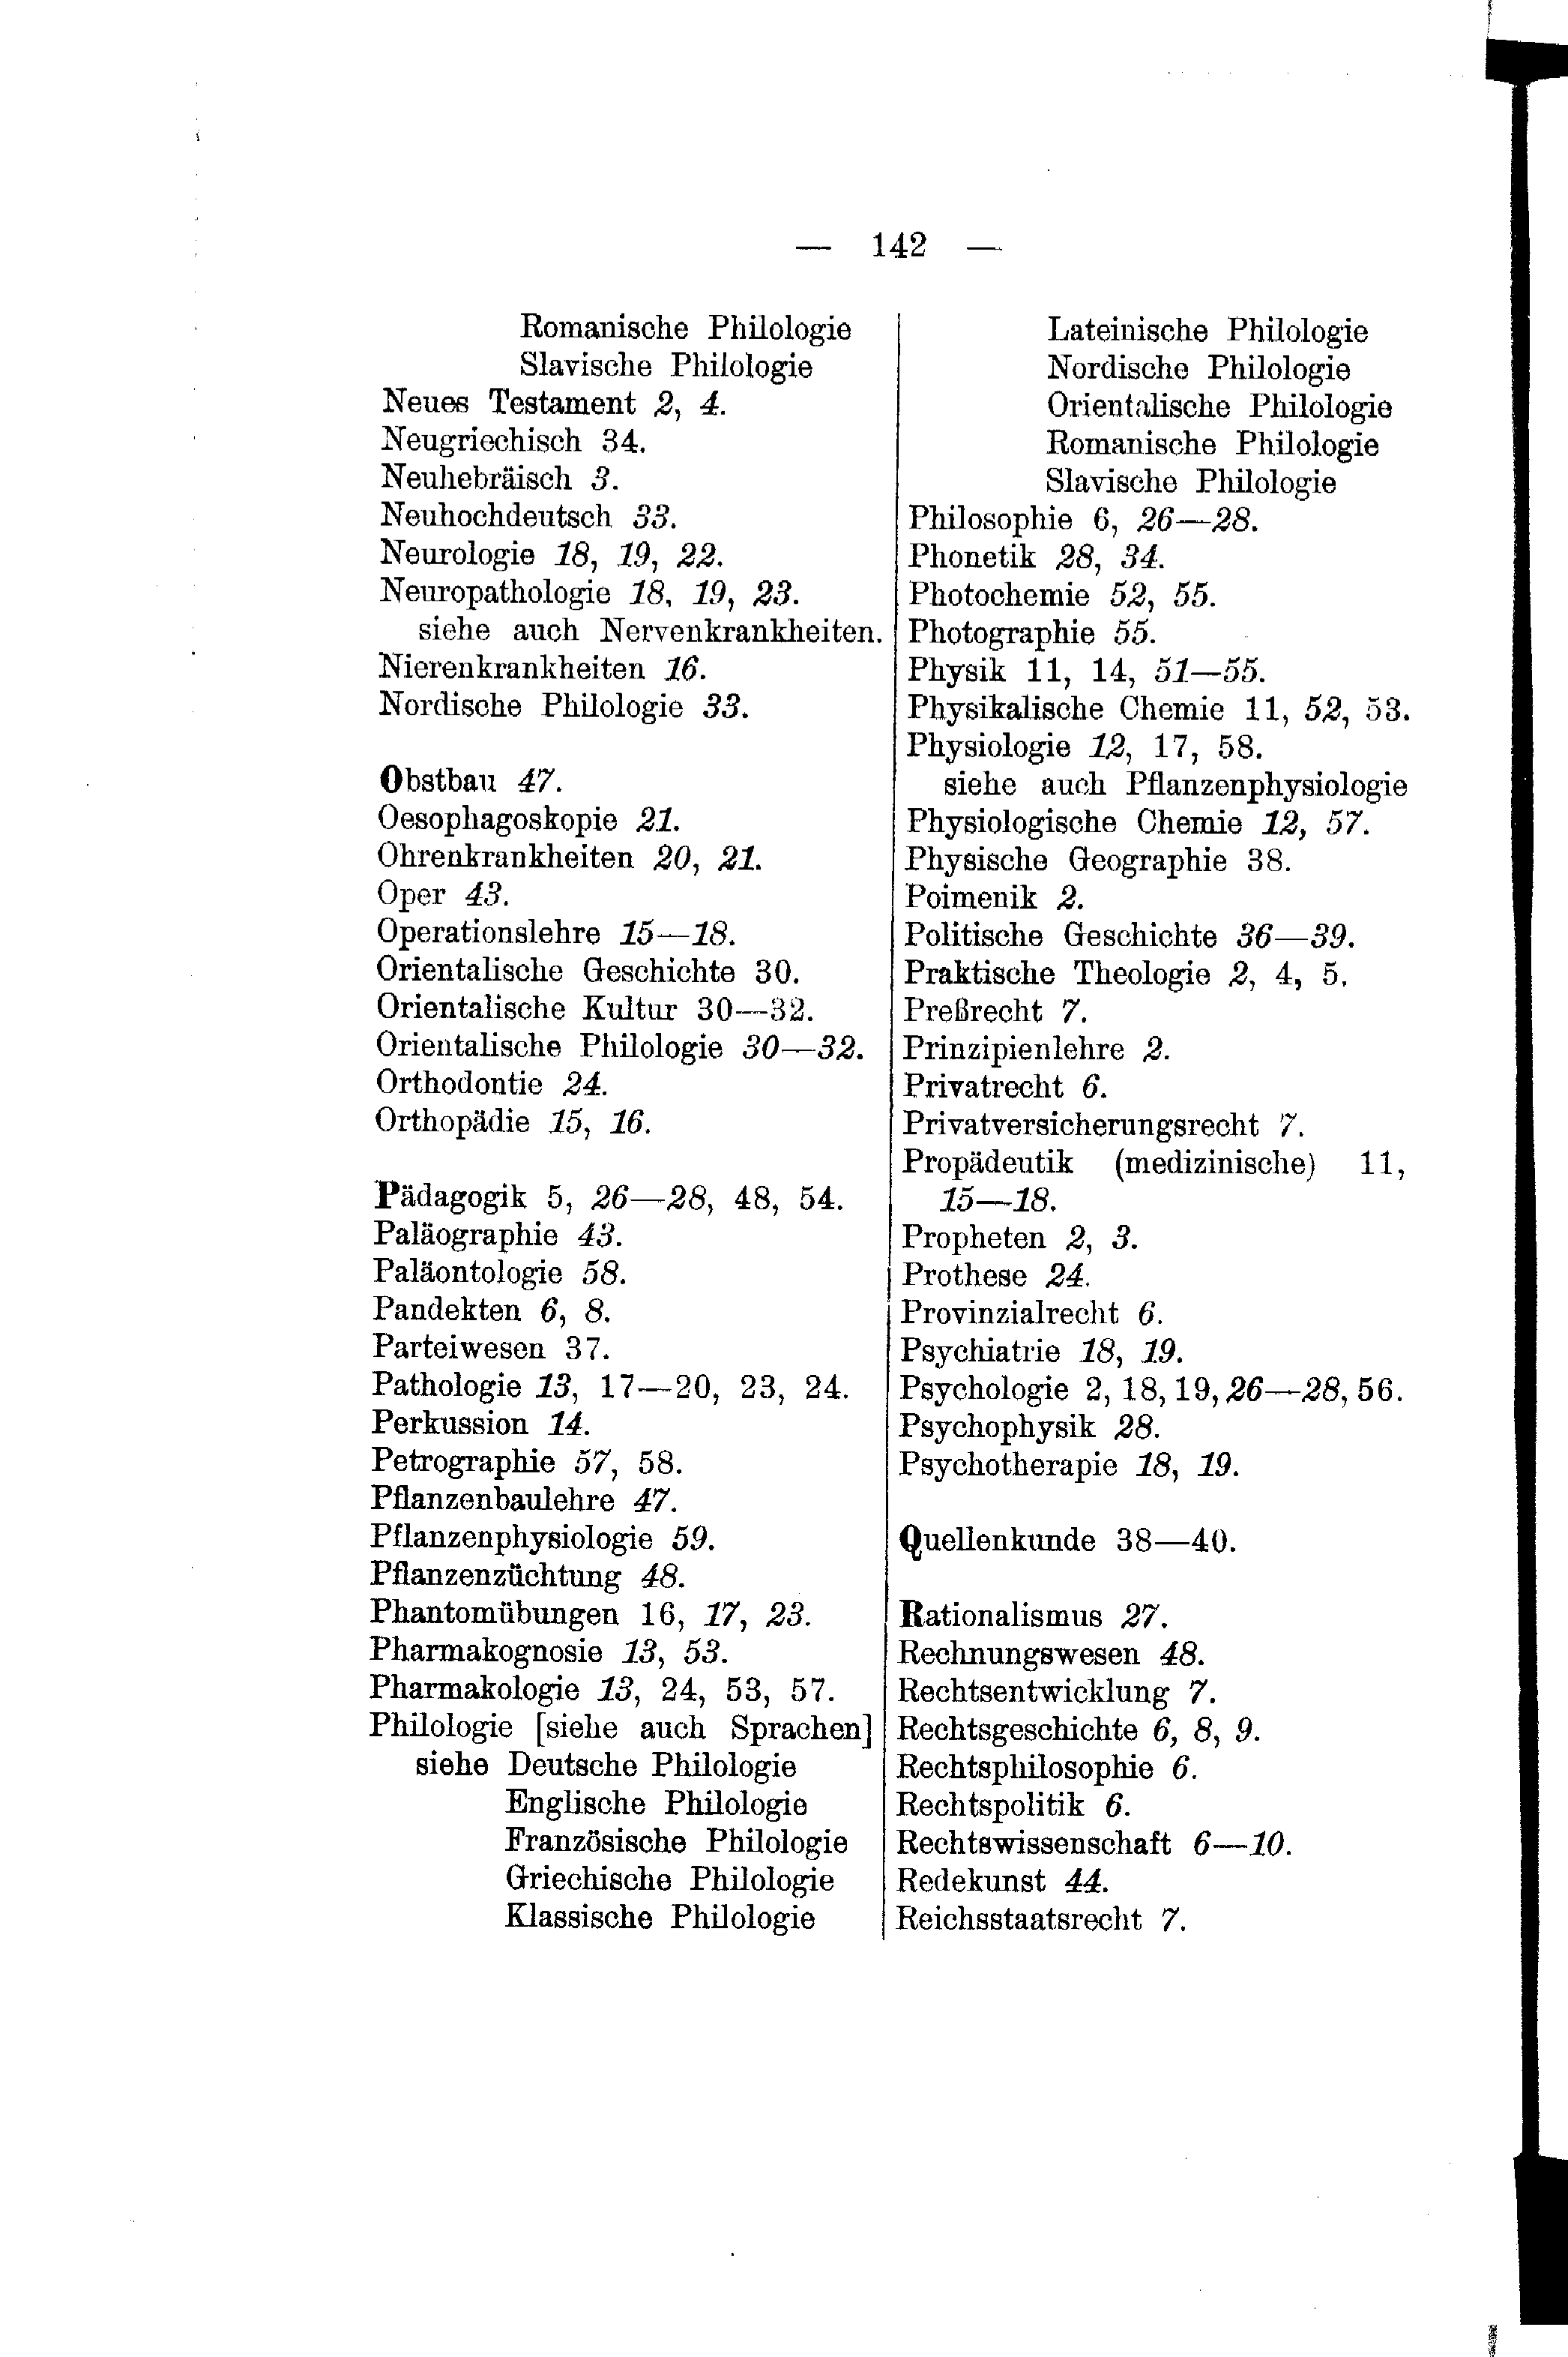 — 142 —
Romanische Philologie
Slavische Philologie
Neues Testament 2, 4.
Neugriechisch 34.
Neuhebräisch 3.
Neuhochdeutsch 33.
Neurologie 18, 19, 22.
Neuropathologie 18, 19, 23.
siehe auch Nervenkrankheiten.
Nierenkrankheiten 16.
Nordische Philologie 33.
Obstbau 47.
Oesophagoskopie 21.
Ohrenkrankheiten 20, 21.
Oper 43.
Operationslehre 15—18.
Orientalische Geschichte 30.
Orientalische Kultur 30—32.
Orientalische Philologie 30—32.
Orthodontie 24.
Orthopädie 15, 16.
Pädagogik 5, 26—28, 48, 54.
Paläographie 43.
Paläontologie 58.
Pandekten 6, 8.
Parteiwesen 37.
Pathologie 13, 17—20, 23, 24.
Perkussion 14.
Petrographie 57, 58.
Pflanzenbaulehre 47.
Pflanzenphysiologie 59.
Pflanzenzüchtung 48.
Phantomübungen 16, 17, 23.
Pharmakognosie 13, 53.
Pharmakologie 13, 24, 53, 57.
Philologie [siehe auch Sprachen]
siehe Deutsche Philologie
Englische Philologie
Französische Philologie
Griechische Philologie
Klassische Philologie
Lateinische Philologie
Nordische Philologie
Orientalische Philologie
Romanische Philologie
Slavische Philologie
Philosophie 6, 26—28.
Phonetik 28, 34.
Photochemie 52, 55.
Photographie 55.
Physik 11, 14, 51—55.
Physikalische Chemie 11, 52, 53.
Physiologie 12, 17, 58.
siehe auch Pflanzenphysiologie
Physiologische Chemie 12, 57.
Physische Geographie 38.
Poimenik 2.
Politische Geschichte 36—39.
Praktische Theologie 2, 4, 5.
Preßrecht 7.
Prinzipienlehre 2.
Privatrecht 6.
Privatversicherungsrecht 7.
Propädeutik (medizinische) 11,
15—18.
Propheten 2, 3.
Prothese 24.
Provinzialrecht 6.
Psychiatrie 18, 19.
Psychologie 2, 18, 19, 26—28, 56.
Psychophysik 28.
Psychotherapie 18, 19.
Quellenkunde 38—40.
Rationalismus 27.
Rechnungswesen 48.
Rechtsentwicklung 7.
Rechtsgeschichte 6, 8, 9.
Rechtsphilosophie 6.
Rechtspolitik 6.
Rechtswissenschaft 6—10.
Redekunst 44.
Reichsstaatsrecht 7.